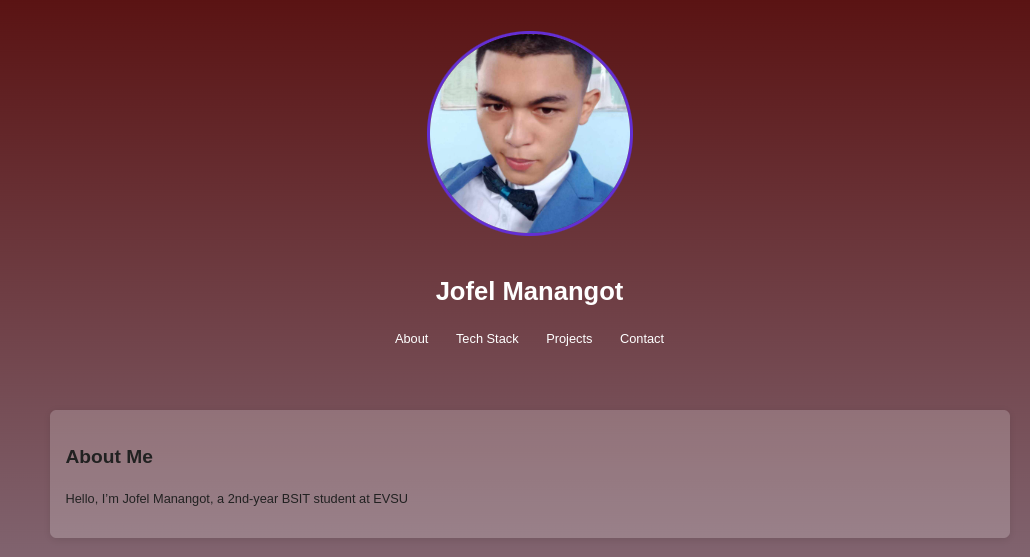 Jofel Manangot
About Tech Stack Projects Contact
About Me
Hello, I’m Jofel Manangot, a 2nd-year BSIT student at EVSU